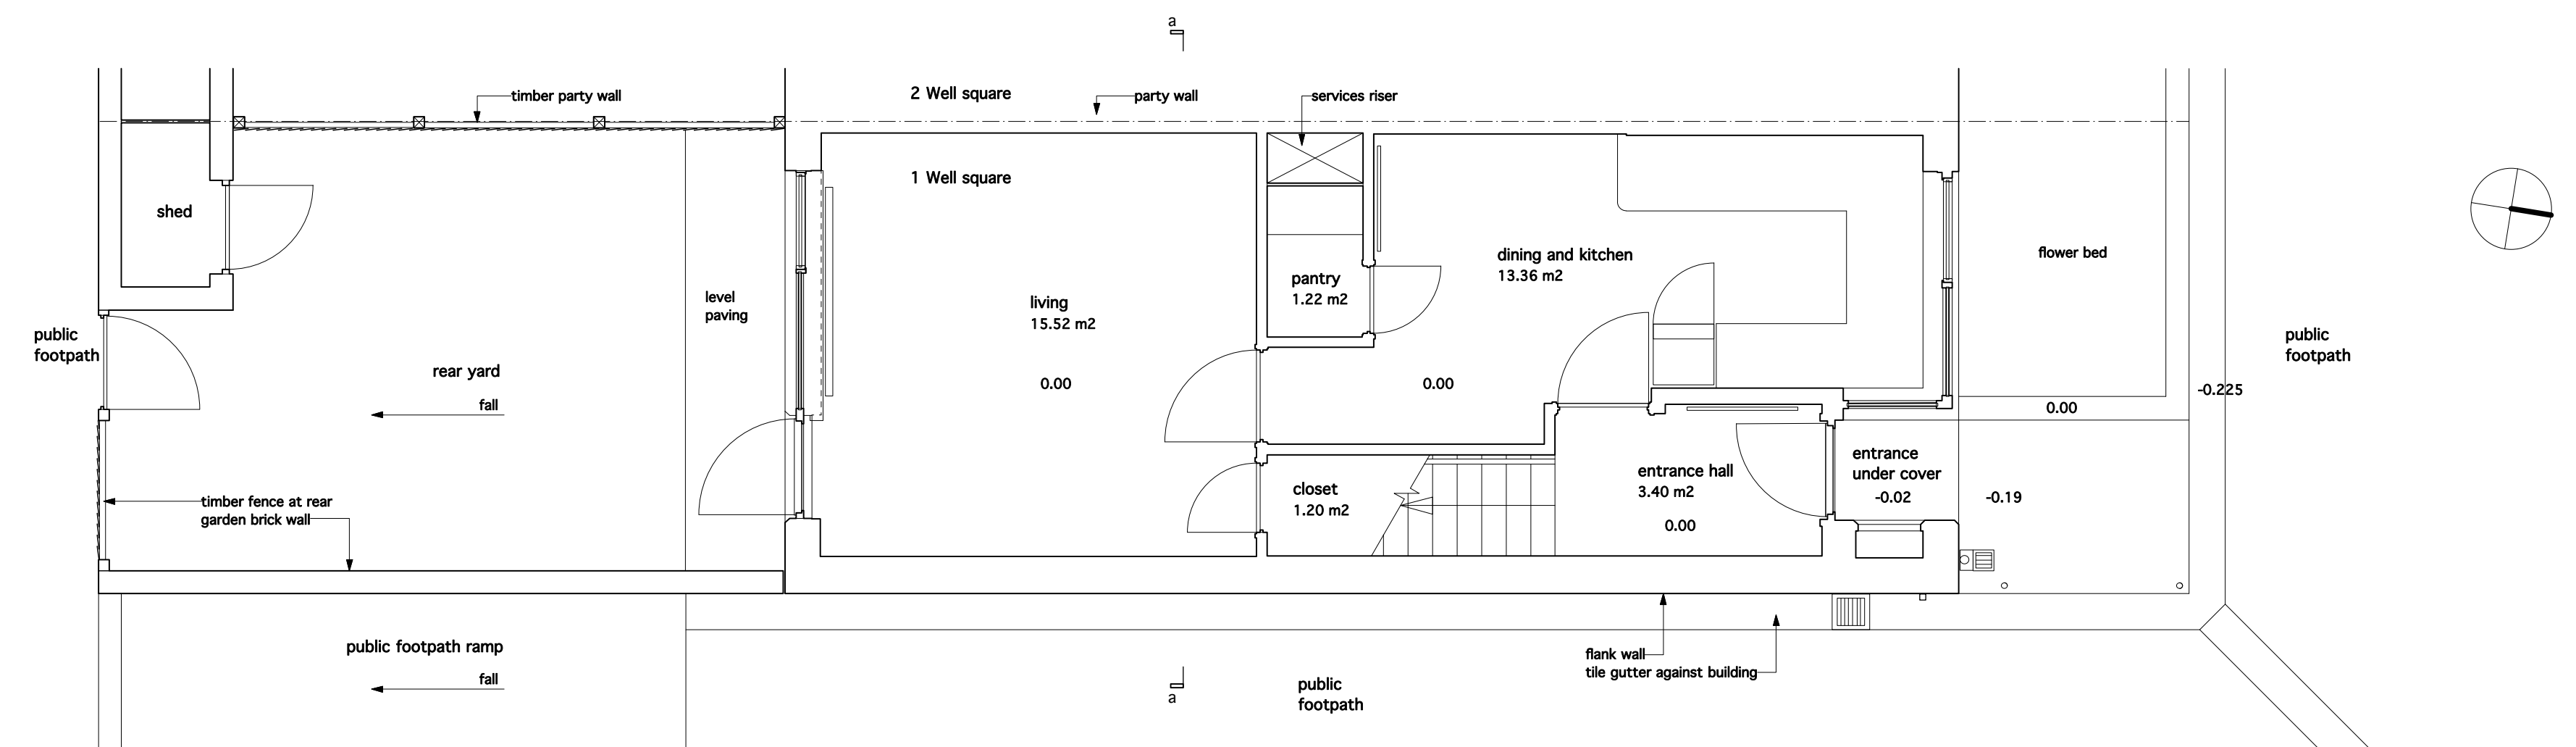 a
2 Well square
timber party wall
party wall
services riser
1 Well square
shed
flower bed
dining and kitchen
13.36 m2
pantry
1.22 m2
level
paving
living
15.52 m2
public
footpath
public
footpath
rear yard
0.00
0.00
-0.225
fall
0.00
entrance
under cover
-0.02
-0.19
entrance hall
3.40 m2
0.00
closet
1.20 m2
timber fence at rear
garden brick wall
public footpath ramp
fall
flank wall
tile gutter against building
public
footpath
a